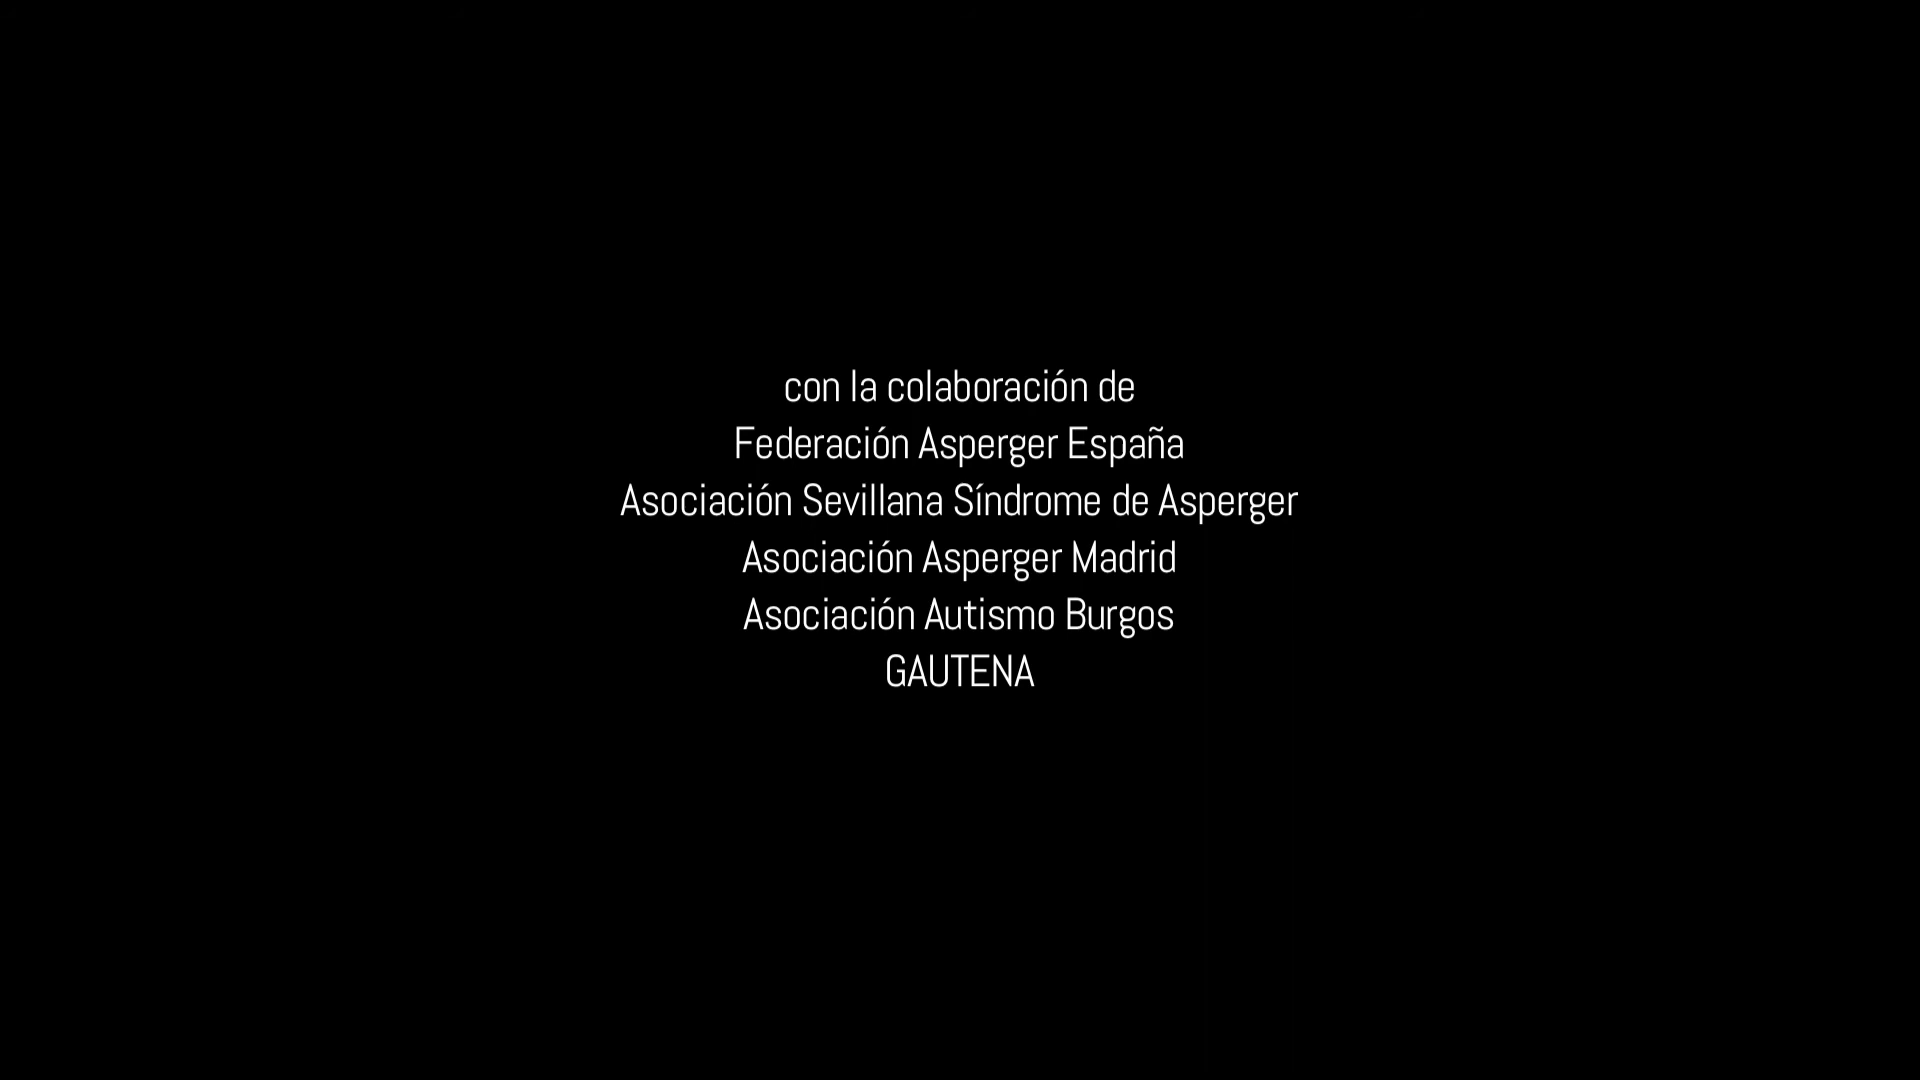 con la colaboración de
Federación Asperger España
Asociación Sevillana Síndrome de Asperger
Asociación Asperger Madrid
Asociación Autismo Burgos
GAUTENA